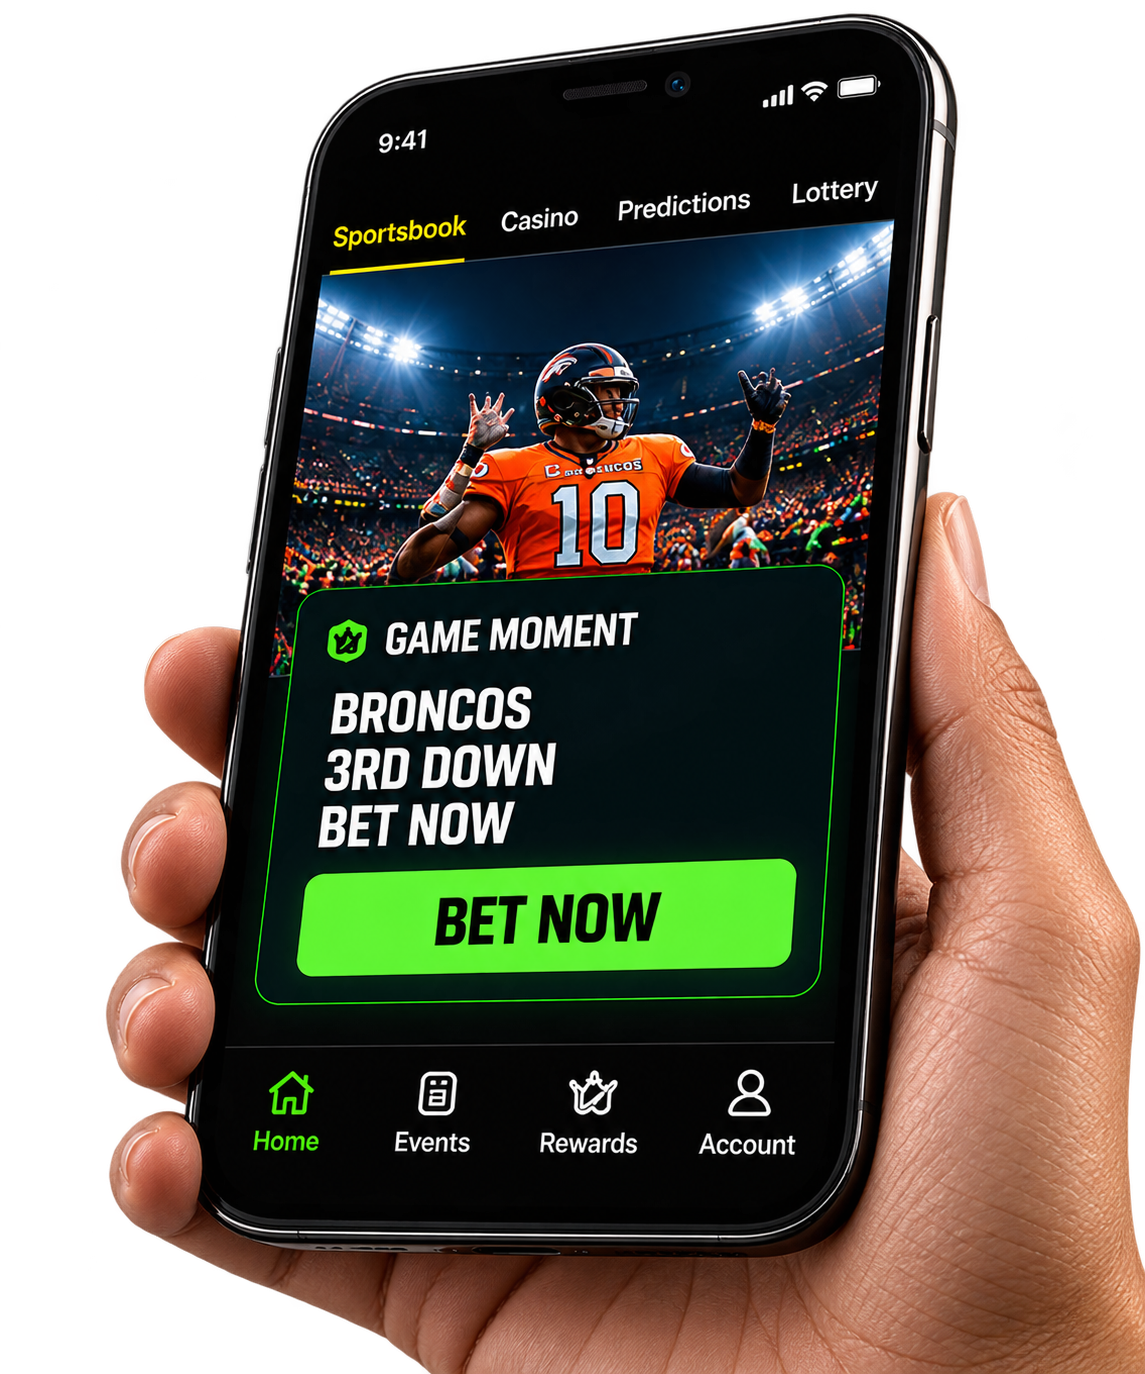 9:41
Sportsbook Casino Predictions Lottery
10
GAME MOMENT
BRONCOS
3RD DOWN
BET NOW
BET NOW
Home Events Rewards Account